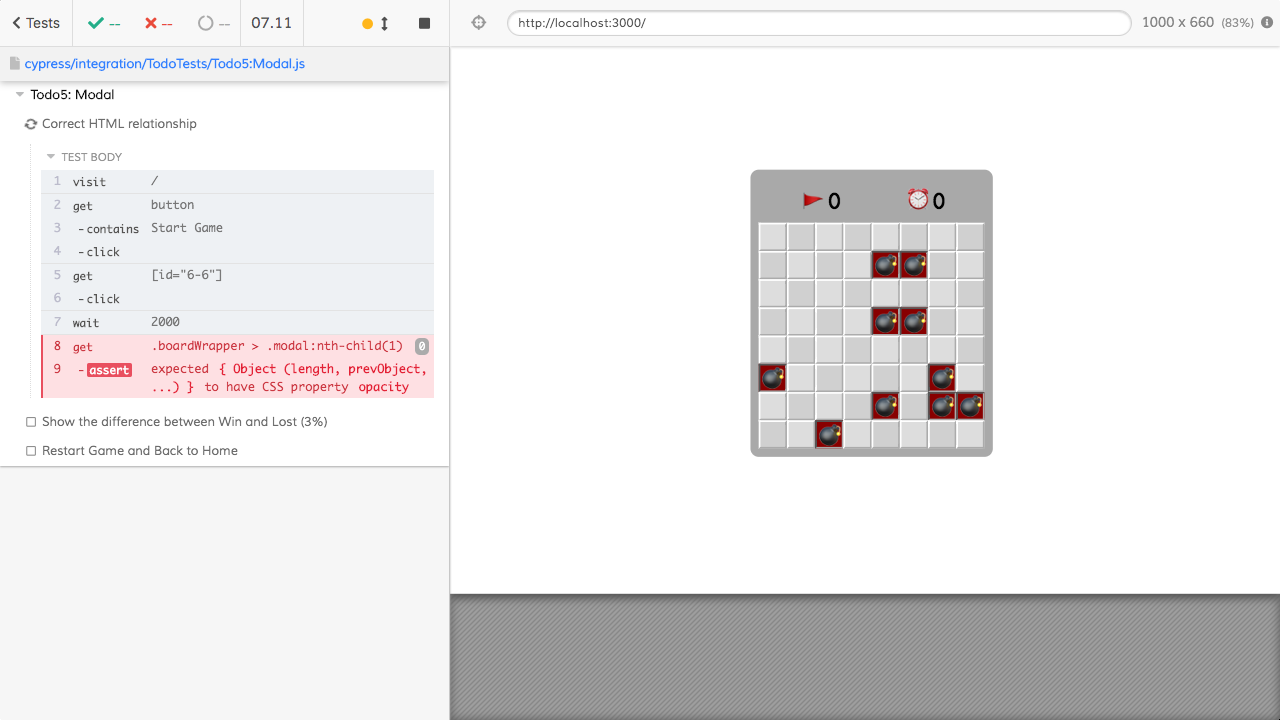 Tests -- -- -- 07.11 http://localhost:3000/ 1000 x 660 (83%)
cypress/integration/TodoTests/Todo5:Modal.js
Todo5: Modal
Correct HTML relationship
TEST BODY
1 visit /
2 get button
3 -contains Start Game
4 -click
5 get [id="6-6"]
6 -click
7 wait 2000
8 get .boardWrapper > .modal:nth-child(1) 0
9 -assert expected { Object (length, prevObject,
...) } to have CSS property opacity
Show the difference between Win and Lost (3%)
Restart Game and Back to Home
0 0